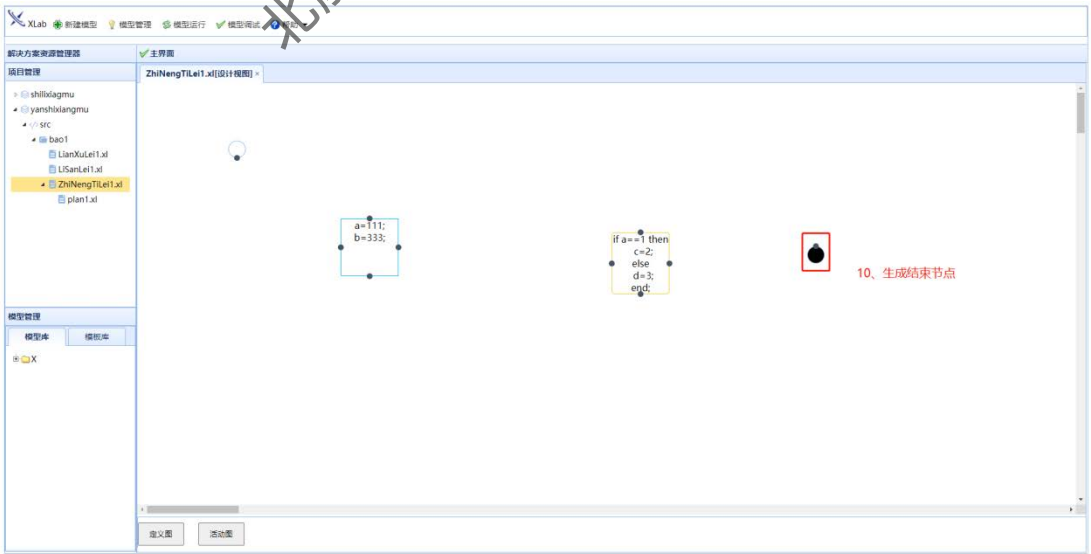 XLab 新建模型 模型管理 模型运行 模型调试 帮助
解决方案资源管理器
主界面
项目管理
ZhiNengTiLei1.xl[设计视图] ×
shilixiagmu
yanshixiangmu
</> src
bao1
LianXuLei1.xl
LiSanLei1.xl
ZhiNengTiLei1.xl
plan1.xl
a=111;
b=333;
if a==1 then
c=2;
else
d=3;
end;
10、生成结束节点
模型管理
模型库 模板库
X
定义图 活动图